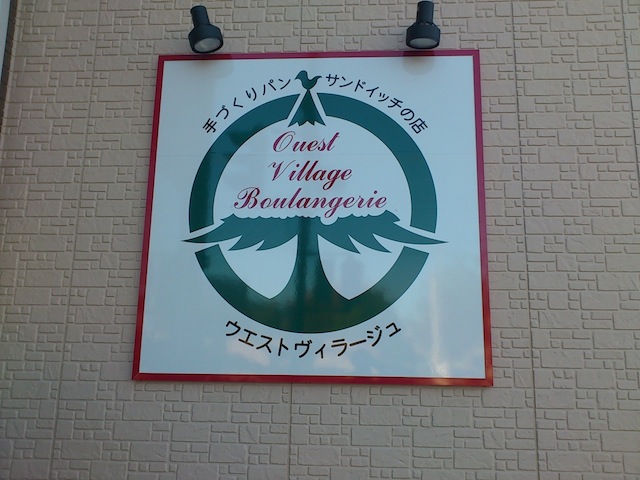 手づくりパン サンドイッチの店
Ouest
Village
Boulangerie
ウエストヴィラージュ